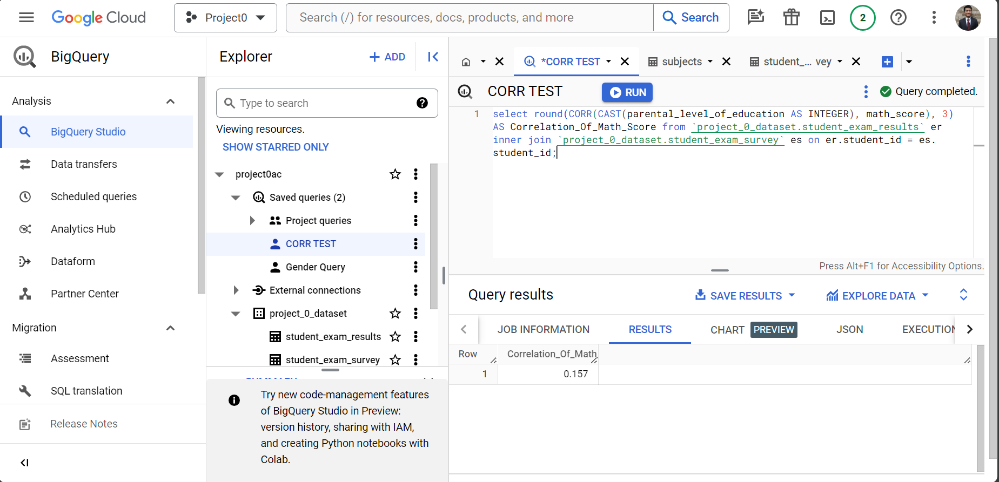 Google Cloud
Project0
Search (/) for resources, docs, products, and more
Search
2
BigQuery
Analysis
BigQuery Studio
Data transfers
Scheduled queries
Analytics Hub
Dataform
Partner Center
Migration
Assessment
SQL translation
Release Notes
Explorer
ADD
Type to search
Viewing resources.
SHOW STARRED ONLY
project0ac
Saved queries (2)
Project queries
CORR TEST
Gender Query
External connections
project_0_dataset
student_exam_results
student_exam_survey
SUMMARY
Try new code-management features
of BigQuery Studio in Preview:
version history, sharing with IAM,
and creating Python notebooks with
Colab.
*CORR TEST
subjects
student_... vey
CORR TEST
RUN
Query completed.
1
select round(CORR(CAST(parental_level_of_education AS INTEGER), math_score), 3)
AS Correlation_Of_Math_Score from `project_0_dataset.student_exam_results` er
inner join `project_0_dataset.student_exam_survey` es on er.student_id = es.
student_id;
Press Alt+F1 for Accessibility Options.
Query results
SAVE RESULTS
EXPLORE DATA
JOB INFORMATION
RESULTS
CHART PREVIEW
JSON
EXECUTION
Row
Correlation_Of_Math_
1
0.157